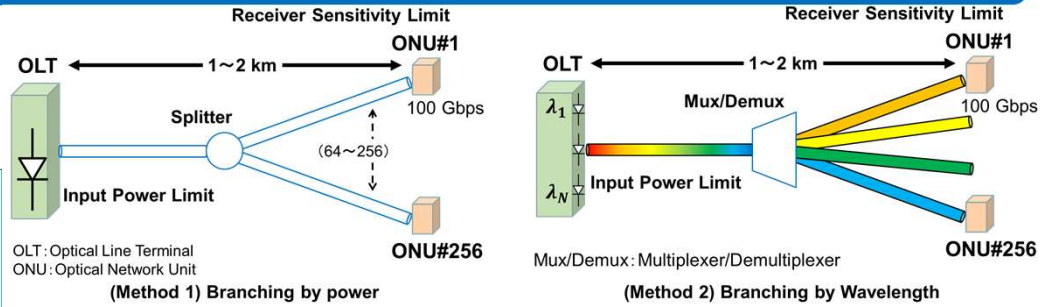 Receiver Sensitivity Limit
ONU#1
OLT
1～2 km
100 Gbps
Splitter
（64～256）
Input Power Limit
OLT：Optical Line Terminal
ONU：Optical Network Unit
ONU#256
(Method 1) Branching by power
Receiver Sensitivity Limit
ONU#1
OLT
1～2 km
100 Gbps
Mux/Demux
λ1
Input Power Limit
λN
ONU#256
Mux/Demux：Multiplexer/Demultiplexer
(Method 2) Branching by Wavelength